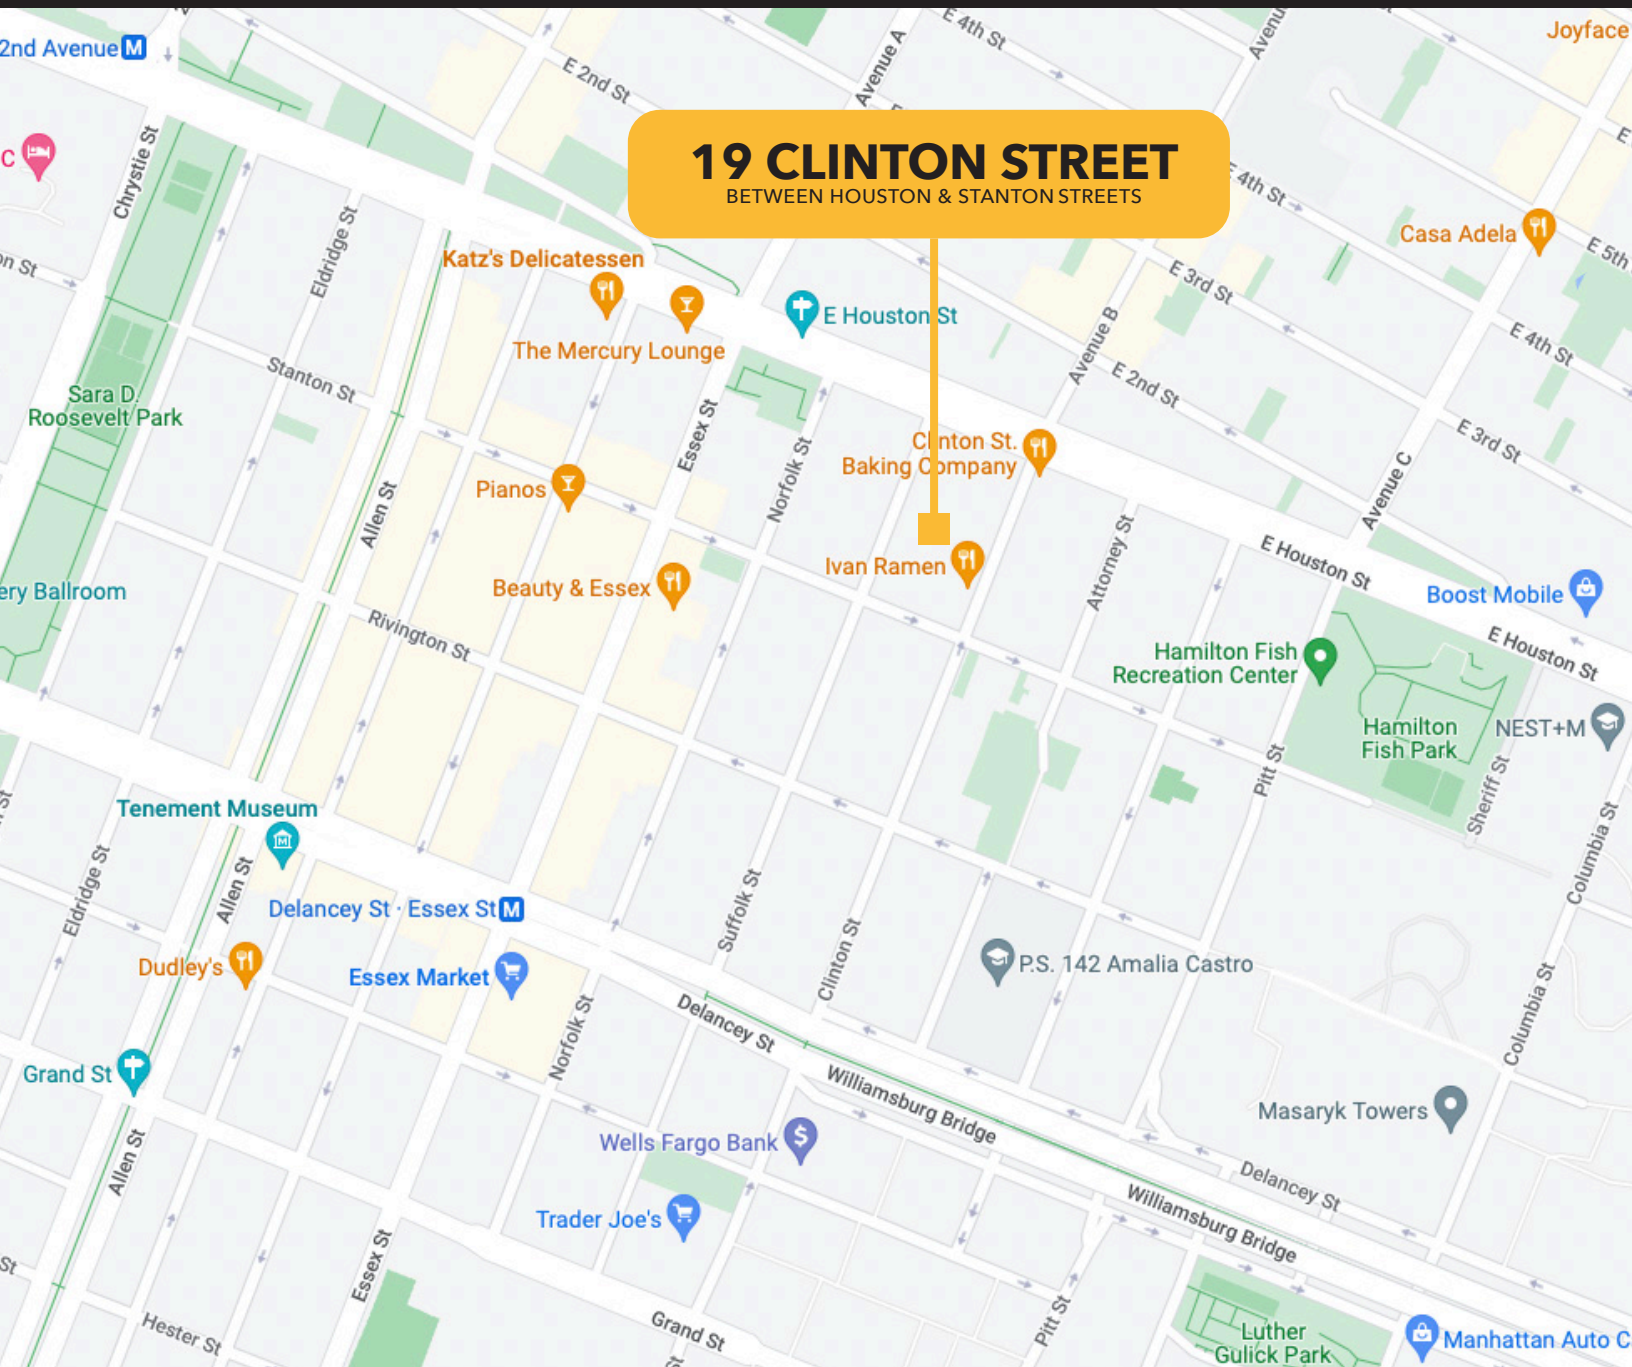 2nd Avenue
M
E 4th St
Avenue A
Joyface
E 2nd St
19 CLINTON STREET
BETWEEN HOUSTON & STANTON STREETS
C
Chrystie St
E 4th St
Casa Adela
E 5th
Eldridge St
Katz's Delicatessen
E 3rd St
E Houston St
The Mercury Lounge
Avenue B
E 4th St
Stanton St
E 2nd St
Sara D.
Roosevelt Park
Essex St
Norfolk St
Clinton St.
Baking Company
E 3rd St
Avenue C
Pianos
Allen St
Attorney St
E Houston St
Ivan Ramen
Beauty & Essex
ery Ballroom
Boost Mobile
Rivington St
E Houston St
Hamilton Fish
Recreation Center
Hamilton
Fish Park
NEST+M
Pitt St
Sheriff St
Tenement Museum
M
Columbia St
Eldridge St
Allen St
Delancey St · Essex St
M
Suffolk St
Clinton St
Dudley's
Essex Market
P.S. 142 Amalia Castro
Norfolk St
Delancey St
Columbia St
Grand St
Williamsburg Bridge
Masaryk Towers
Wells Fargo Bank
$
Allen St
Delancey St
Trader Joe's
Williamsburg Bridge
Essex St
St
Hester St
Grand St
Pitt St
Luther
Gulick Park
Manhattan Auto C